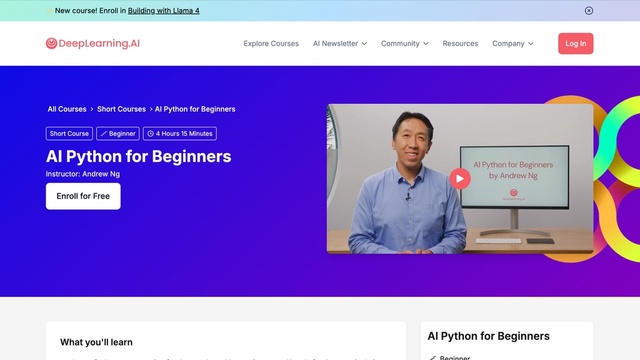 New course! Enroll in Building with Llama 4
DeepLearning.AI
Explore Courses
AI Newsletter
Community
Resources
Company
Log In
All Courses > Short Courses > AI Python for Beginners
Short Course
Beginner
4 Hours 15 Minutes
AI Python for Beginners
Instructor: Andrew Ng
Enroll for Free
AI Python for Beginners
by Andrew Ng
DeepLearning.AI
What you'll learn
AI Python for Beginners
Beginner